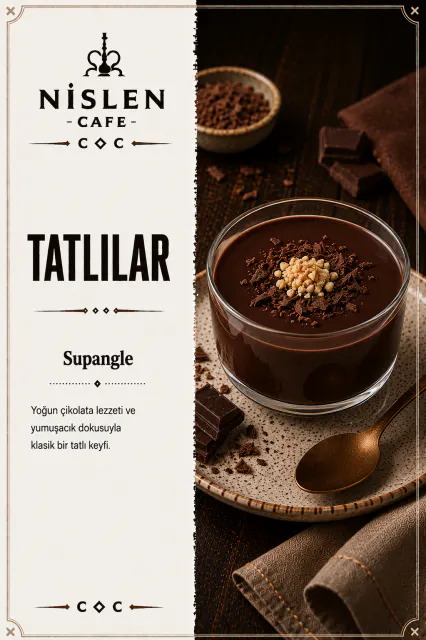 NİSLEN
-CAFE-
C C
TATLILAR
Supangle
Yoğun çikolata lezzeti ve
yumuşacık dokusuyla
klasik bir tatlı keyfi.
C C